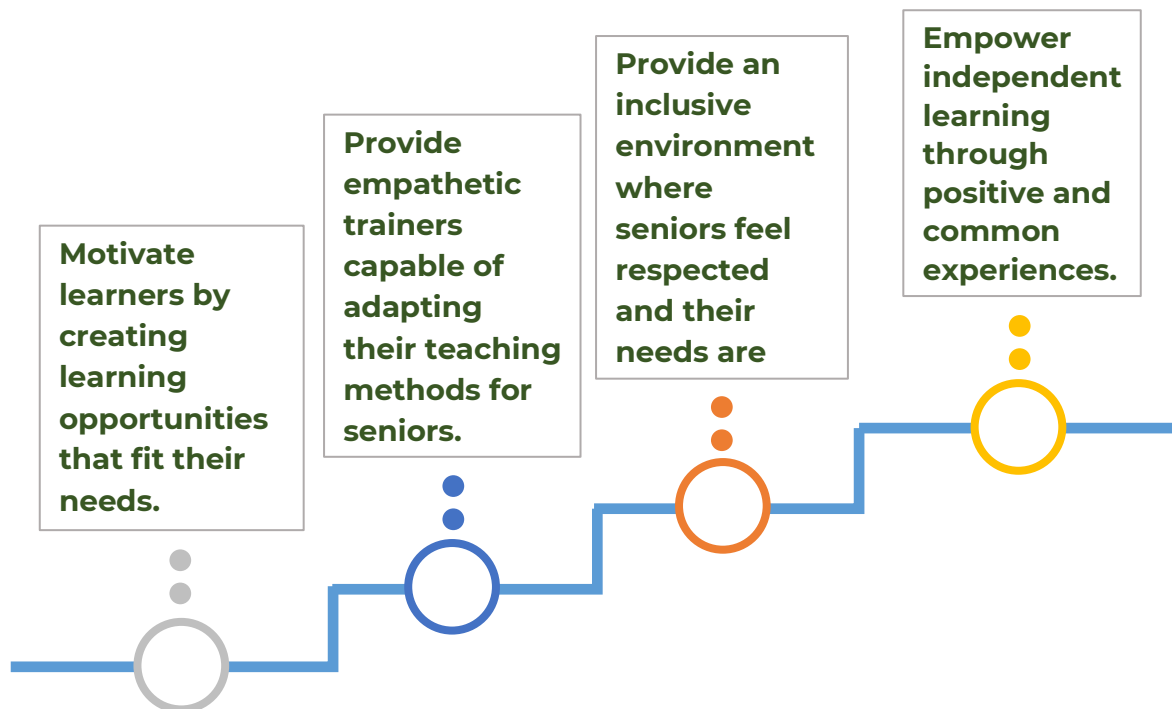 Motivate
learners by
creating
learning
opportunities
that fit their
needs.
Provide
empathetic
trainers
capable of
adapting
their teaching
methods for
seniors.
Provide an
inclusive
environment
where
seniors feel
respected
and their
needs are
Empower
independent
learning
through
positive and
common
experiences.